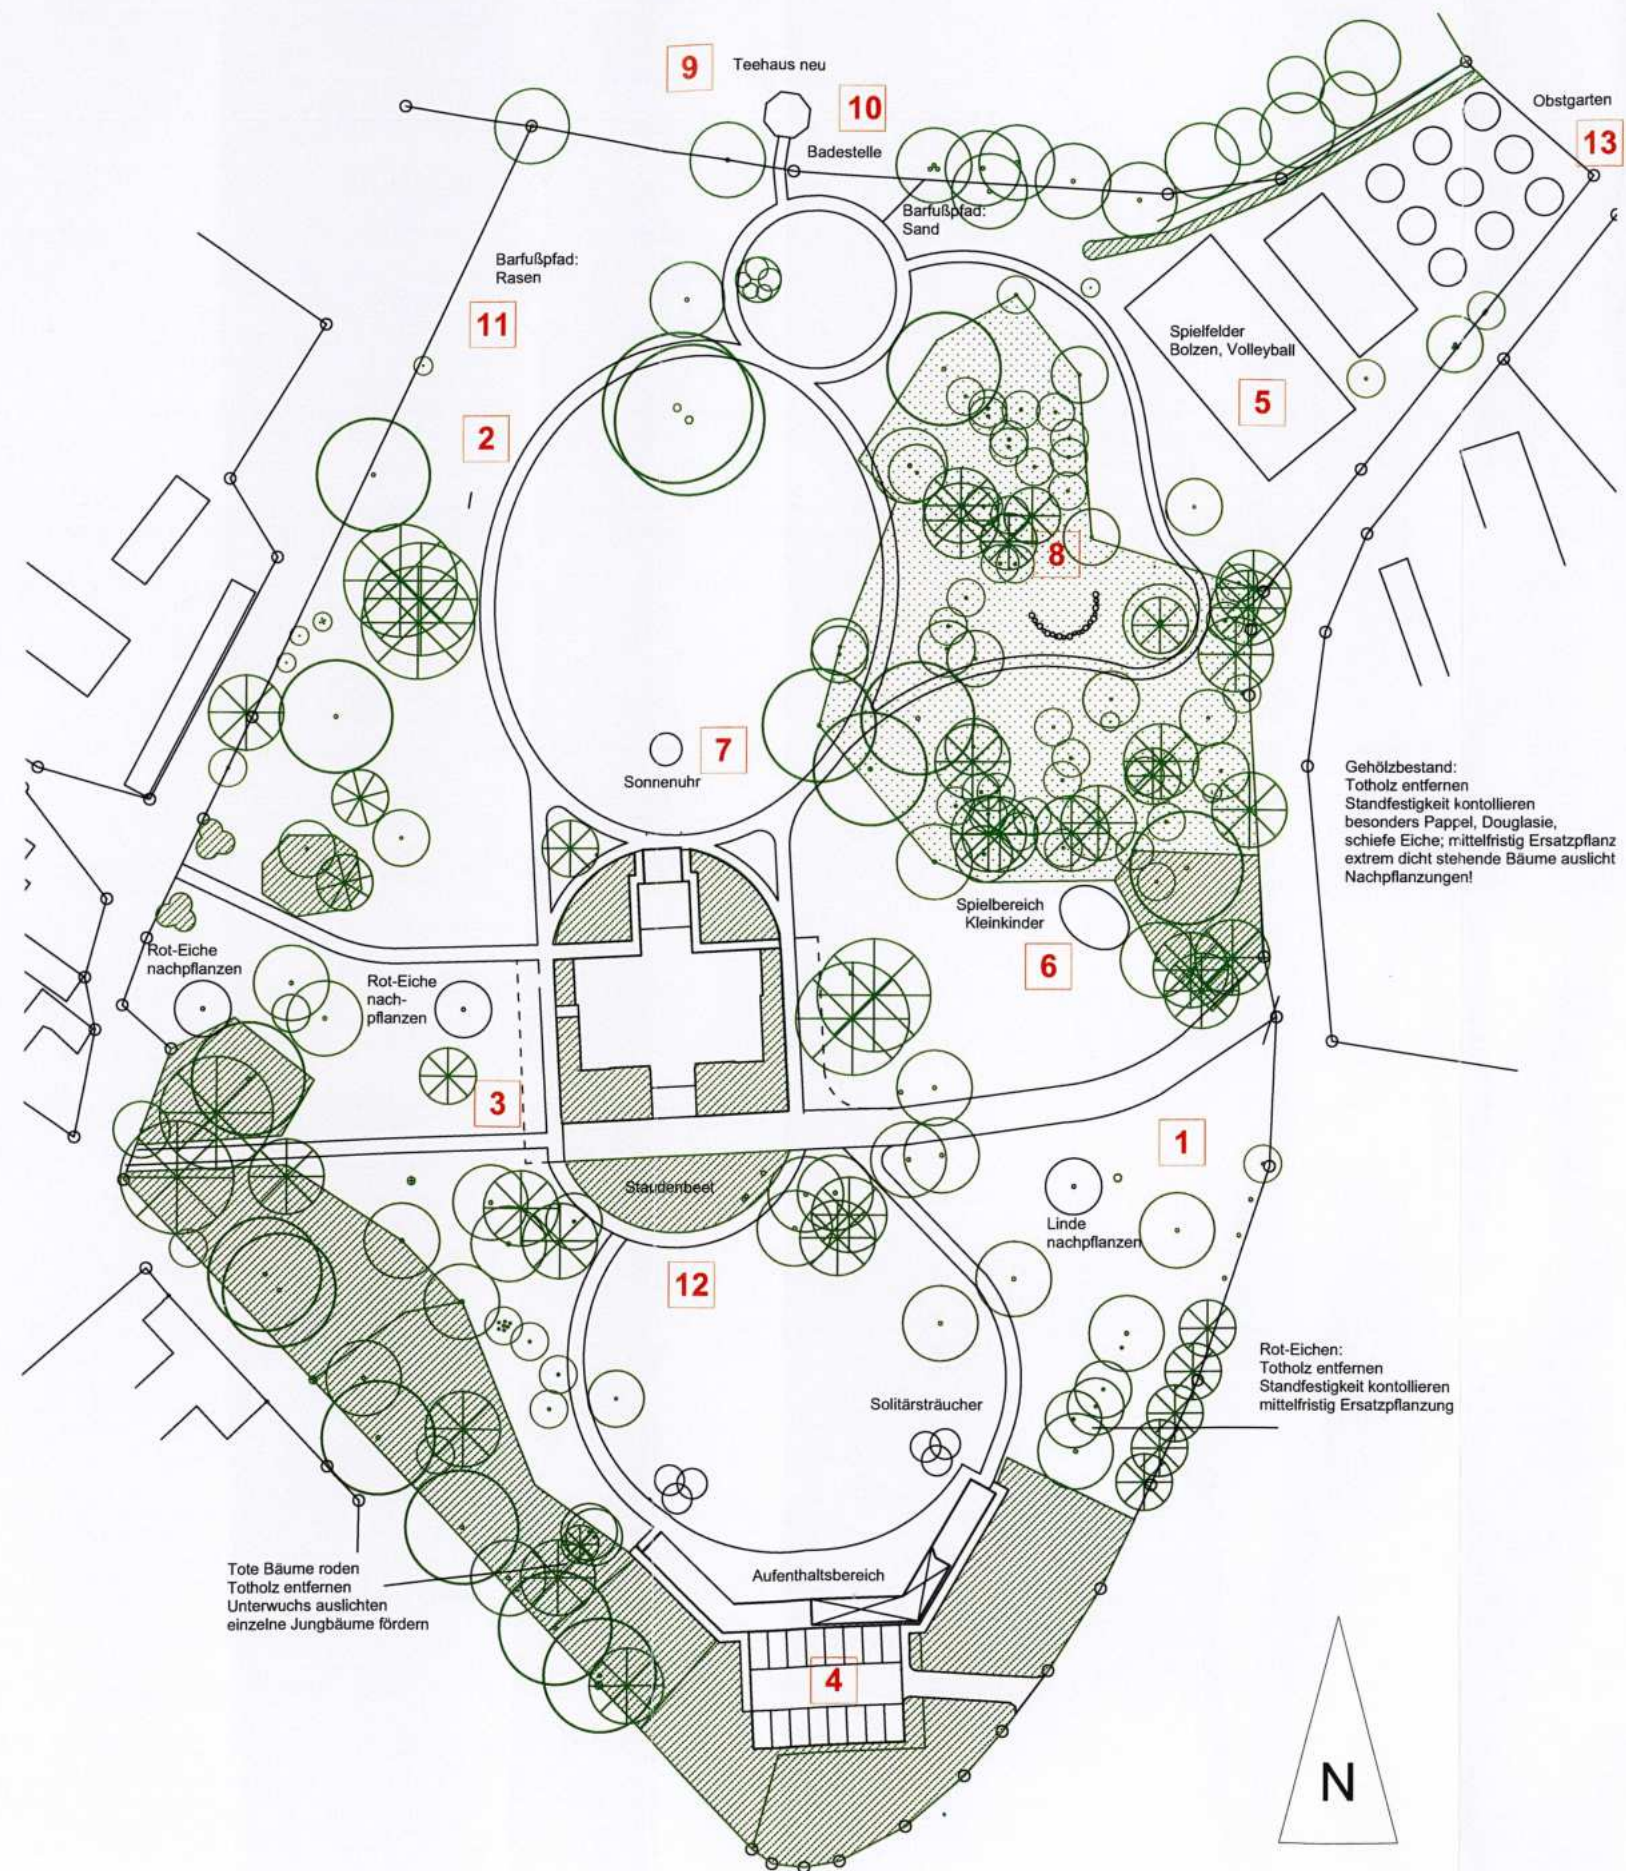 9
Teehaus neu
10
Badestelle
Obstgarten
13
Barfußpfad:
Sand
Barfußpfad:
Rasen
11
Spielfelder
Bolzen, Volleyball
5
2
8
7
Sonnenuhr
Gehölzbestand:
Totholz entfernen
Standfestigkeit kontollieren
besonders Pappel, Douglasie,
schiefe Eiche; mittelfristig Ersatzpflanz
extrem dicht stehende Bäume auslicht
Nachpflanzungen!
Spielbereich
Kleinkinder
6
Rot-Eiche
nachpflanzen
Rot-Eiche
nach-
pflanzen
3
1
Staudenbeet
Linde
nachpflanzen
12
Rot-Eichen:
Totholz entfernen
Standfestigkeit kontollieren
mittelfristig Ersatzpflanzung
Solitärsträucher
Tote Bäume roden
Totholz entfernen
Unterwuchs auslichten
einzelne Jungbäume fördern
Aufenthaltsbereich
4
N